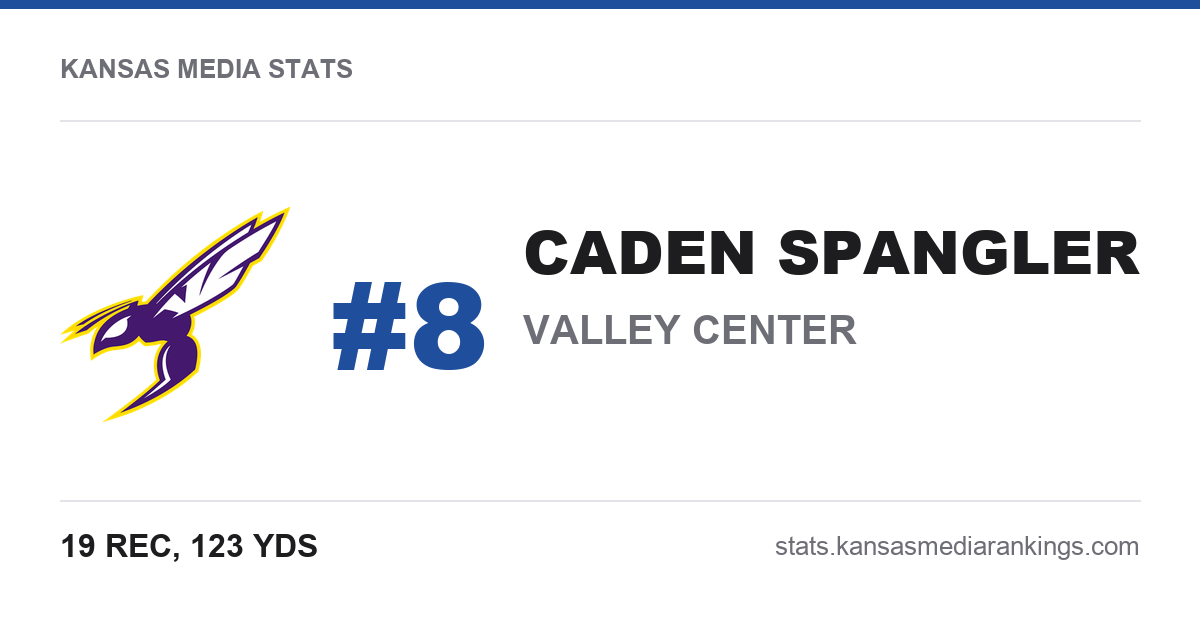 KANSAS MEDIA STATS
#8
CADEN SPANGLER
VALLEY CENTER
19 REC, 123 YDS
stats.kansasmediarankings.com